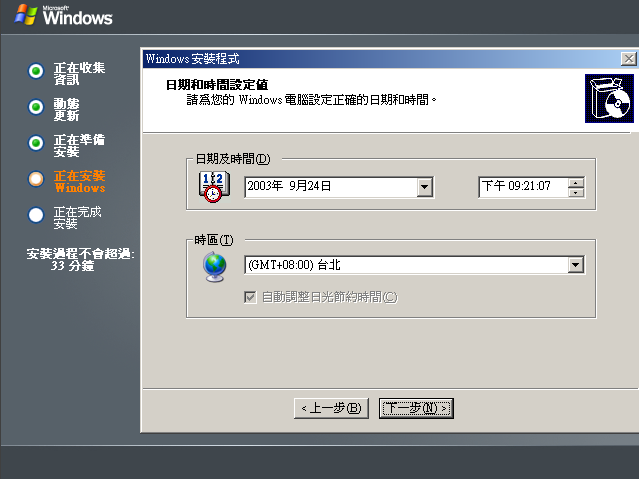 Microsoft
Windows
正在收集
資訊
動態
更新
正在準備
安裝
正在安裝
Windows
正在完成
安裝
安裝過程不會超過:
33 分鐘
Windows 安裝程式
日期和時間設定值
請為您的 Windows 電腦設定正確的日期和時間。
日期及時間(D)
1 2
2003年 9月24日
下午 09:21:07
時區(T)
(GMT+08:00) 台北
自動調整日光節約時間(C)
< 上一步(B)
下一步(N) >